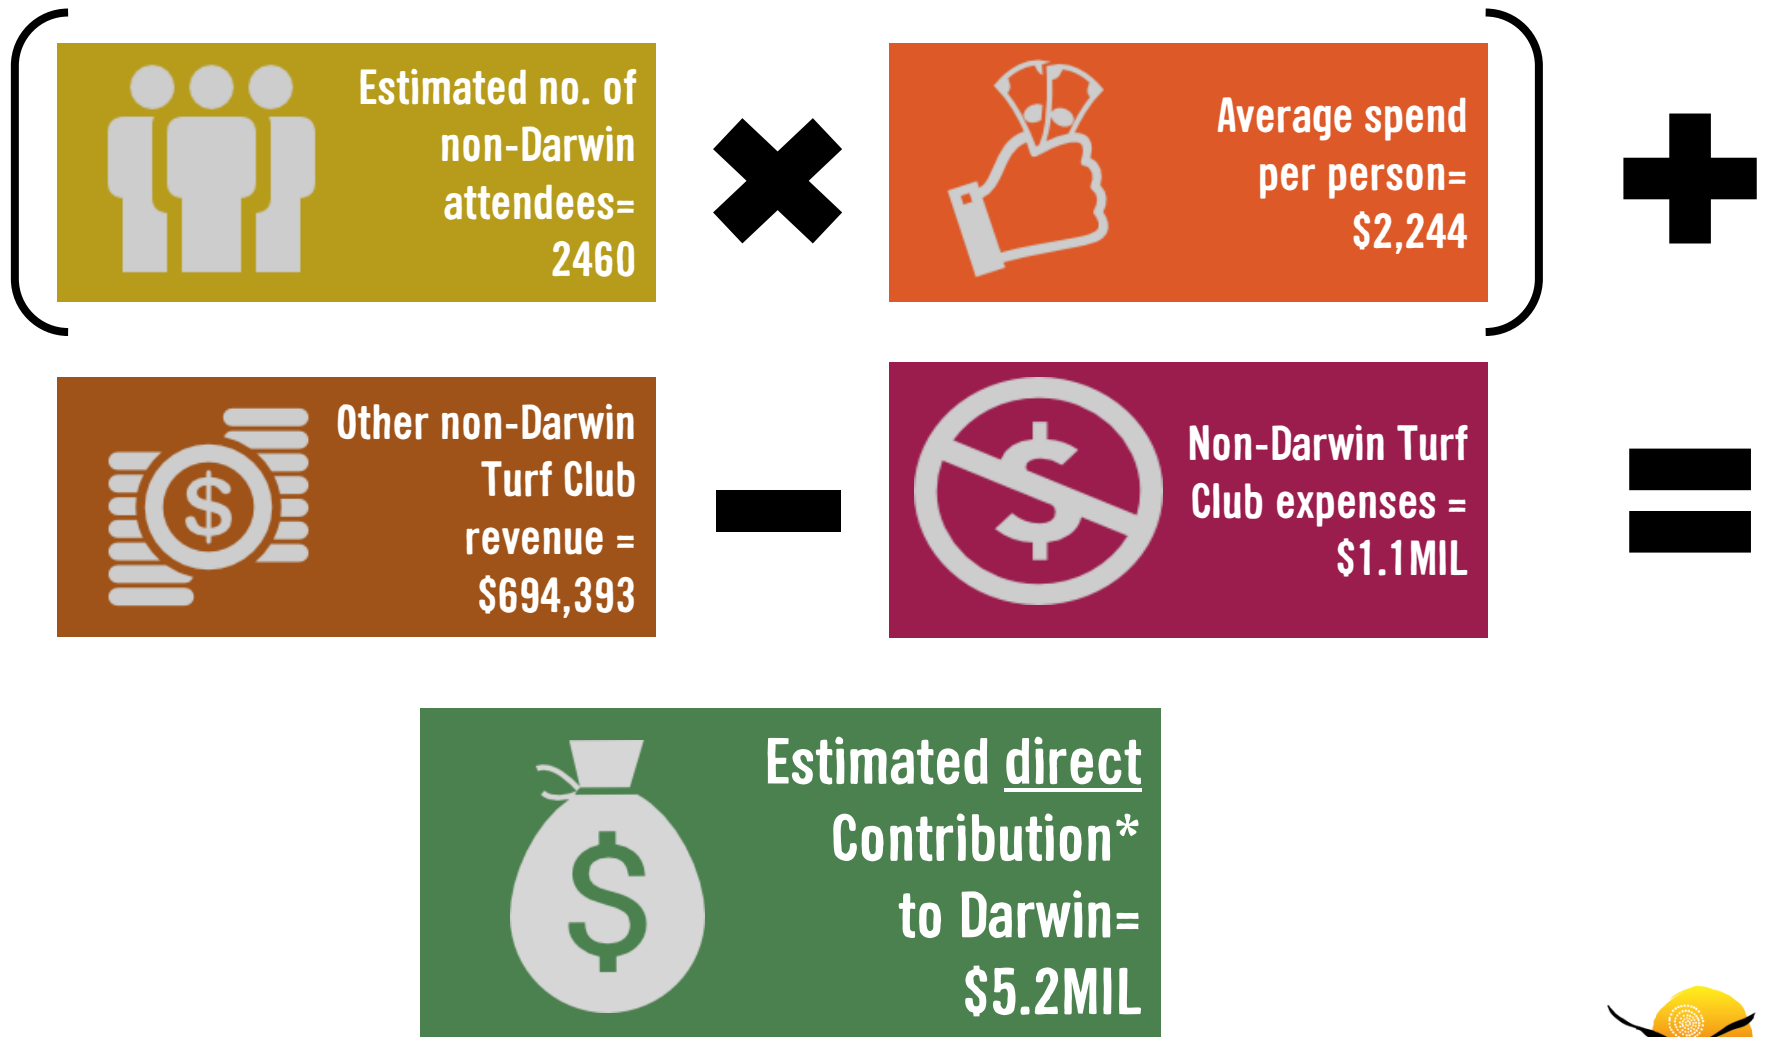 Estimated no. of
non-Darwin
attendees=
2460
Average spend
per person=
$2,244
Other non-Darwin
Turf Club
revenue =
$694,393
Non-Darwin Turf
Club expenses =
$1.1MIL
Estimated direct
Contribution*
to Darwin=
$5.2MIL